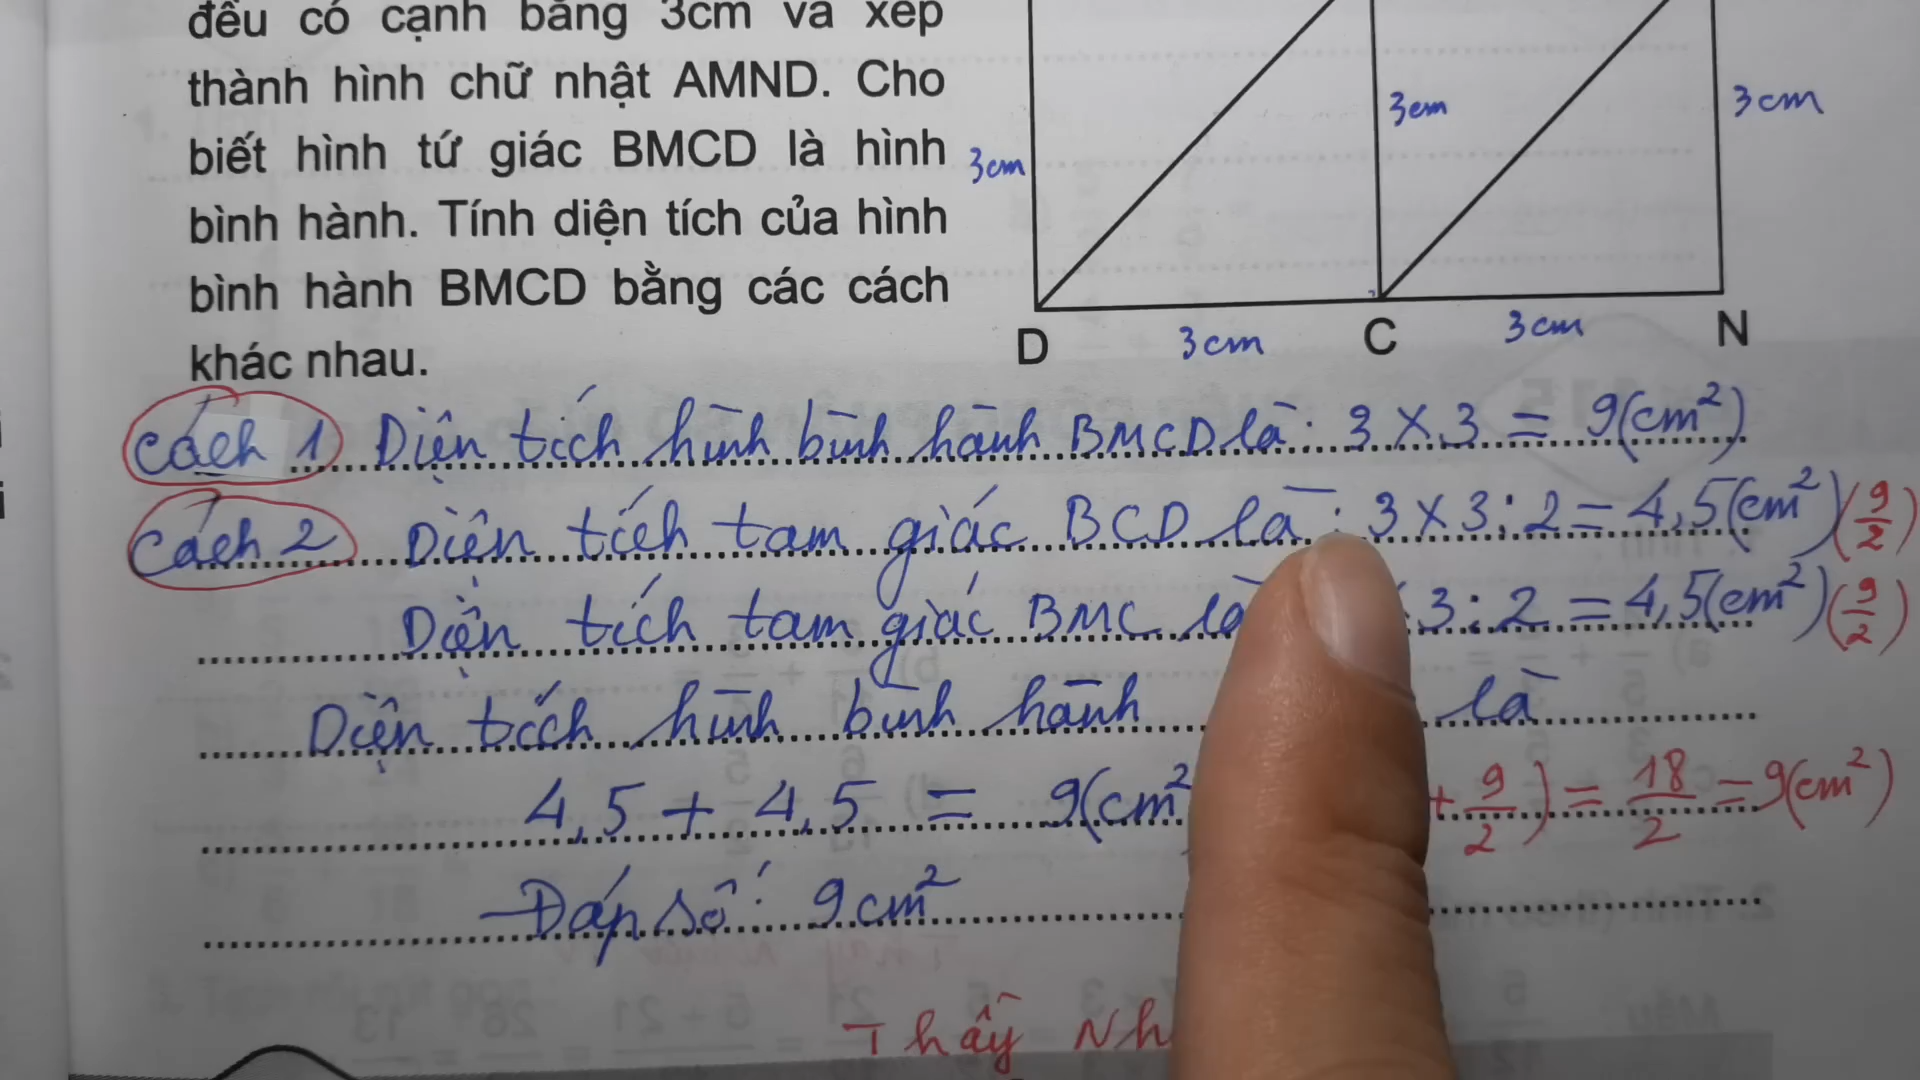 đều có cạnh bằng 3cm và xếp
thành hình chữ nhật AMND. Cho
biết hình tứ giác BMCD là hình
bình hành. Tính diện tích của hình
bình hành BMCD bằng các cách
khác nhau.
3cm
3cm
3cm
3cm
3cm
D
C
N
Cách 1 Diện tích hình bình hành BMCD là: 3 x 3 = 9(cm²)
Cách 2 Diện tích tam giác BCD là: 3 x 3 : 2 = 4,5(cm²) (9/2)
Diện tích tam giác BMC là 3 : 2 = 4,5(cm²) (9/2)
Diện tích hình bình hành là
4,5 + 4,5 = 9(cm² + 9/2) = 18/2 = 9(cm²)
Đáp số: 9cm²
Thầy Nh